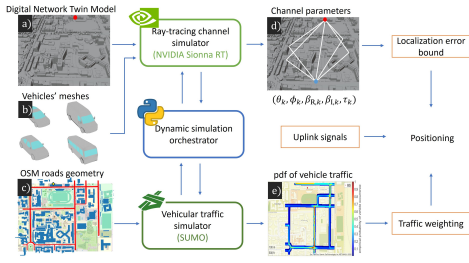 Digital Network Twin Model
a)
Vehicles' meshes
b)
OSM roads geometry
c)
Ray-tracing channel
simulator
(NVIDIA Sionna RT)
Dynamic simulation
orchestrator
Vehicular traffic
simulator
(SUMO)
Channel parameters
d)
(θk, ϕk, βR,k, βI,k, τk)
Uplink signals
pdf of vehicle traffic
e)
Localization error
bound
Positioning
Traffic weighting